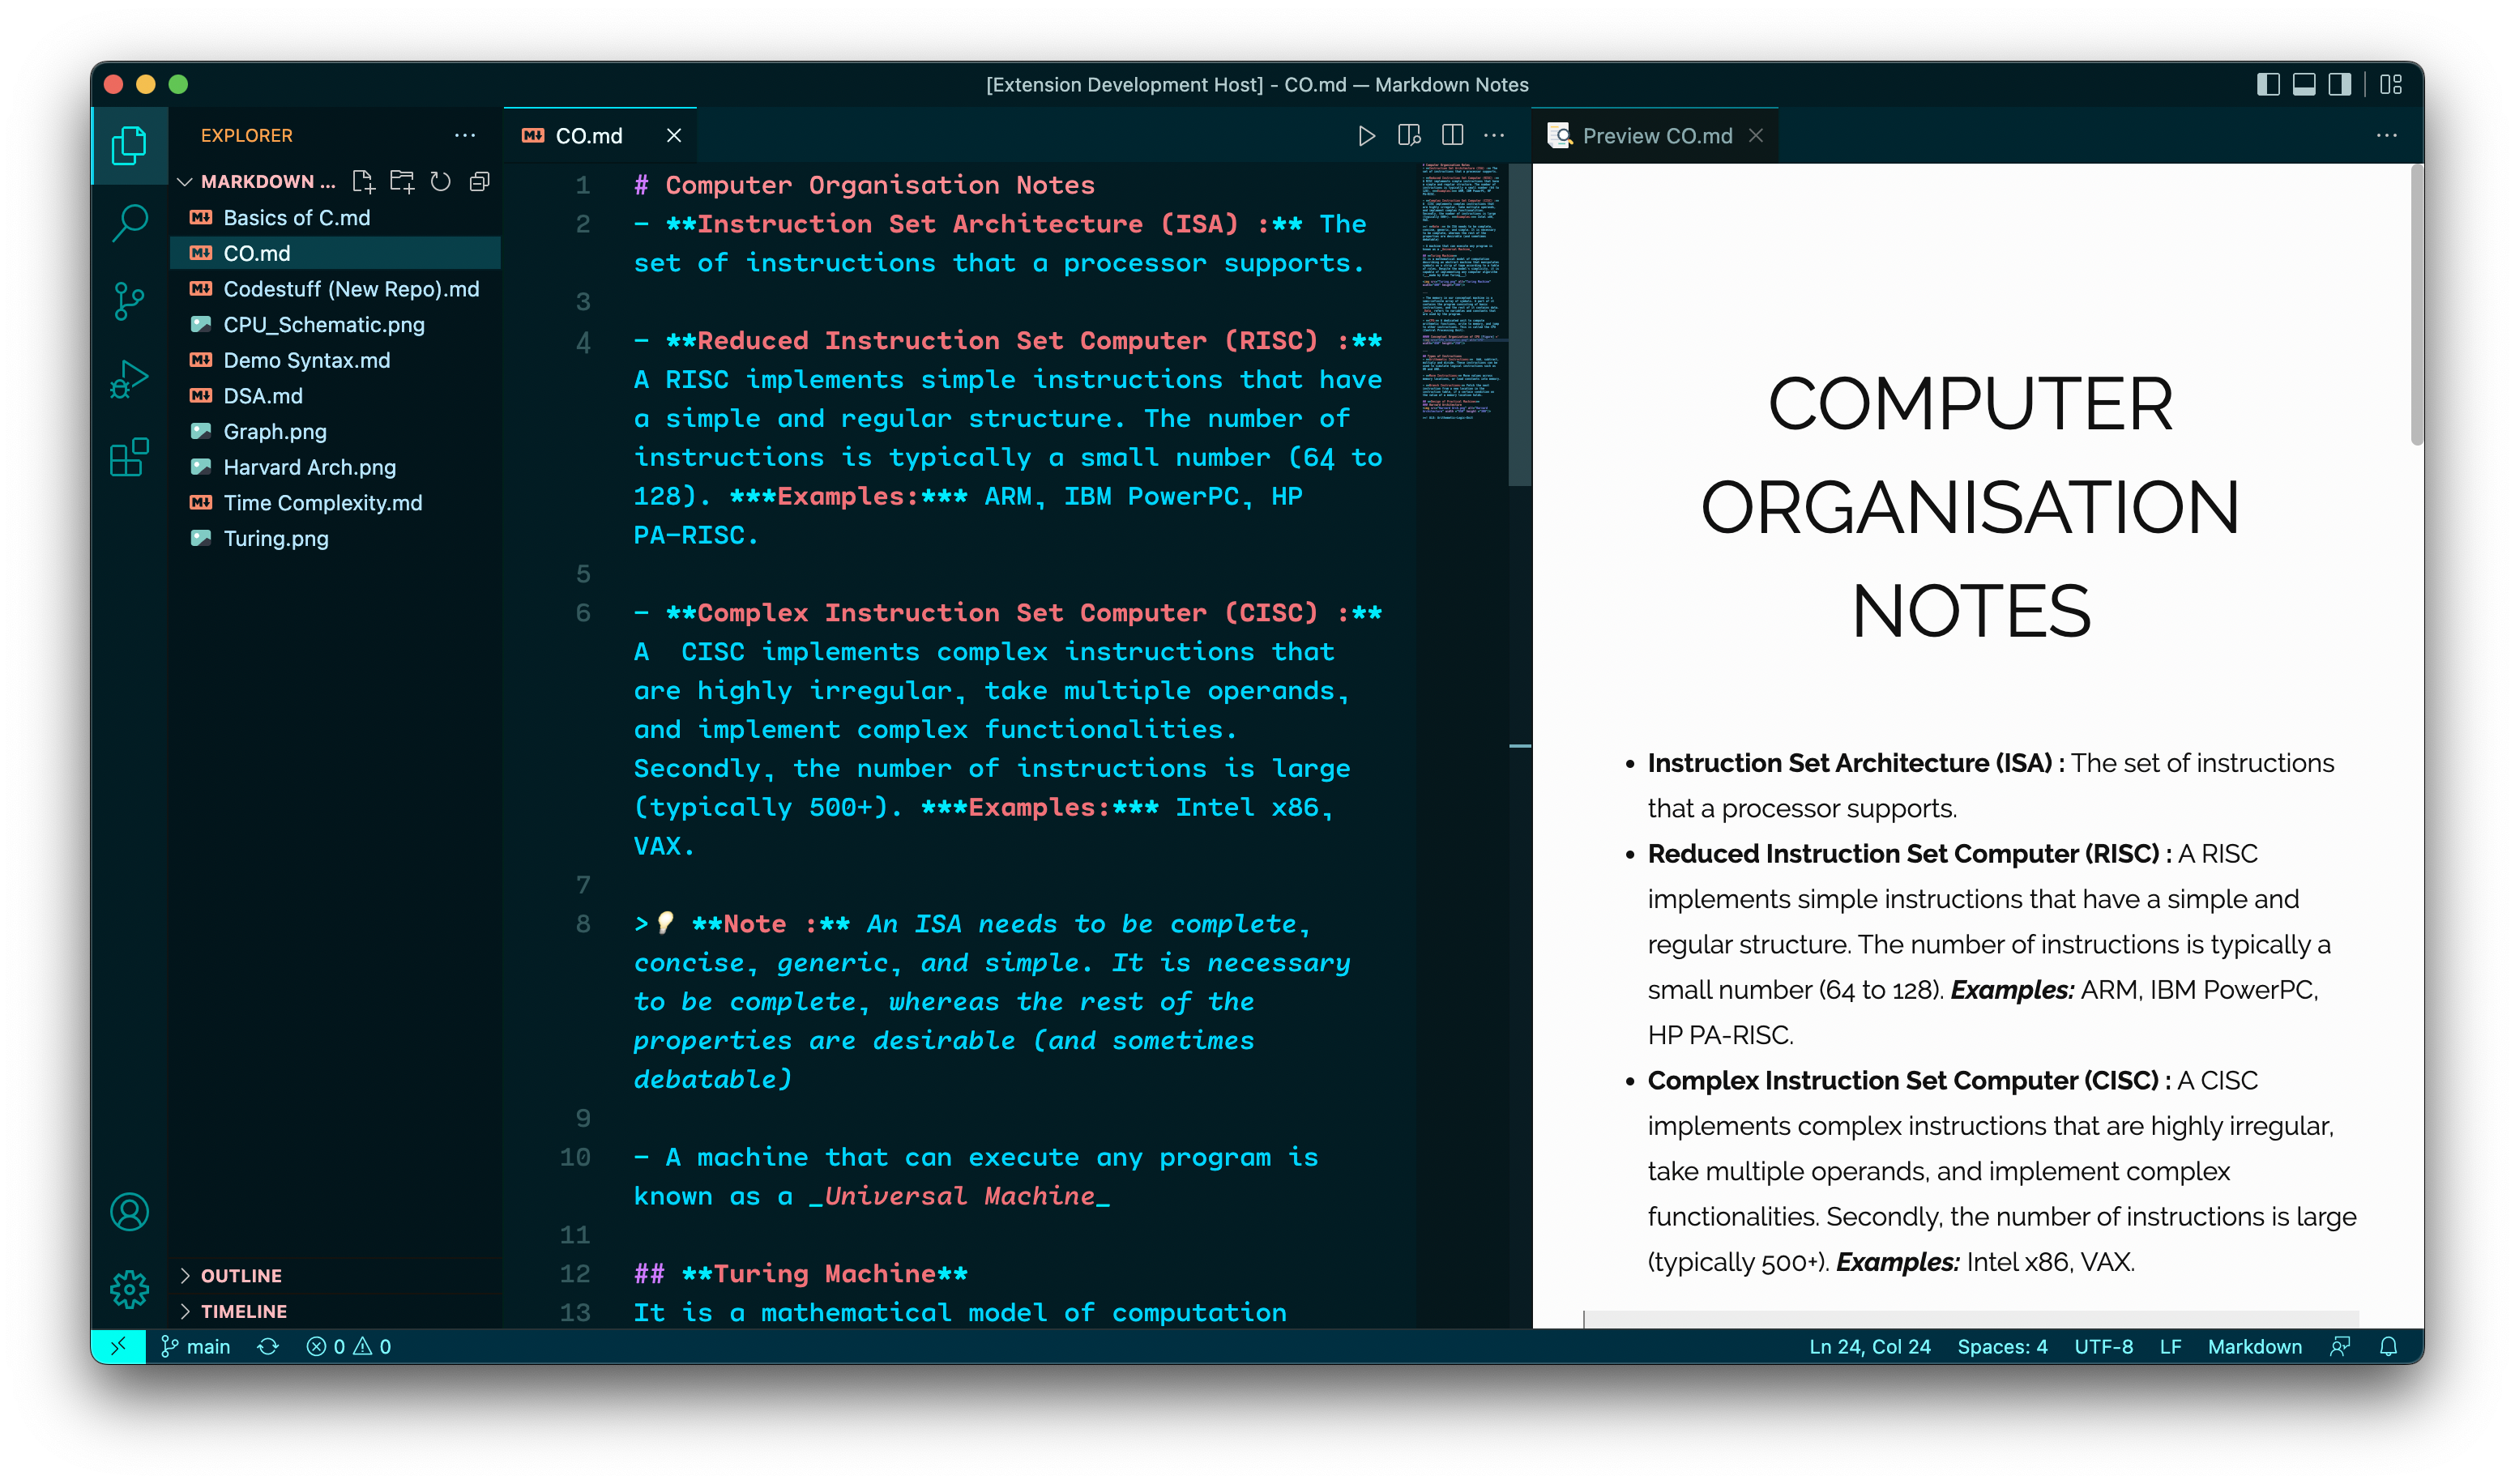 [Extension Development Host] - CO.md — Markdown Notes
EXPLORER
MARKDOWN ...
Basics of C.md
CO.md
Codestuff (New Repo).md
CPU_Schematic.png
Demo Syntax.md
DSA.md
Graph.png
Harvard Arch.png
Time Complexity.md
Turing.png
OUTLINE
TIMELINE
CO.md
1 # Computer Organisation Notes
2 - **Instruction Set Architecture (ISA) :** The
set of instructions that a processor supports.
3
4 - **Reduced Instruction Set Computer (RISC) :**
A RISC implements simple instructions that have
a simple and regular structure. The number of
instructions is typically a small number (64 to
128). ***Examples:*** ARM, IBM PowerPC, HP
PA-RISC.
5
6 - **Complex Instruction Set Computer (CISC) :**
A  CISC implements complex instructions that
are highly irregular, take multiple operands,
and implement complex functionalities.
Secondly, the number of instructions is large
(typically 500+). ***Examples:*** Intel x86,
VAX.
7
8 >💡 **Note :** An ISA needs to be complete,
concise, generic, and simple. It is necessary
to be complete, whereas the rest of the
properties are desirable (and sometimes
debatable)
9
10 - A machine that can execute any program is
known as a _Universal Machine_
11
12 ## **Turing Machine**
13 It is a mathematical model of computation
Preview CO.md
COMPUTER
ORGANISATION
NOTES
• Instruction Set Architecture (ISA) : The set of instructions
that a processor supports.
• Reduced Instruction Set Computer (RISC) : A RISC
implements simple instructions that have a simple and
regular structure. The number of instructions is typically a
small number (64 to 128). Examples: ARM, IBM PowerPC,
HP PA-RISC.
• Complex Instruction Set Computer (CISC) : A CISC
implements complex instructions that are highly irregular,
take multiple operands, and implement complex
functionalities. Secondly, the number of instructions is large
(typically 500+). Examples: Intel x86, VAX.
main
0
0
Ln 24, Col 24
Spaces: 4
UTF-8
LF
Markdown